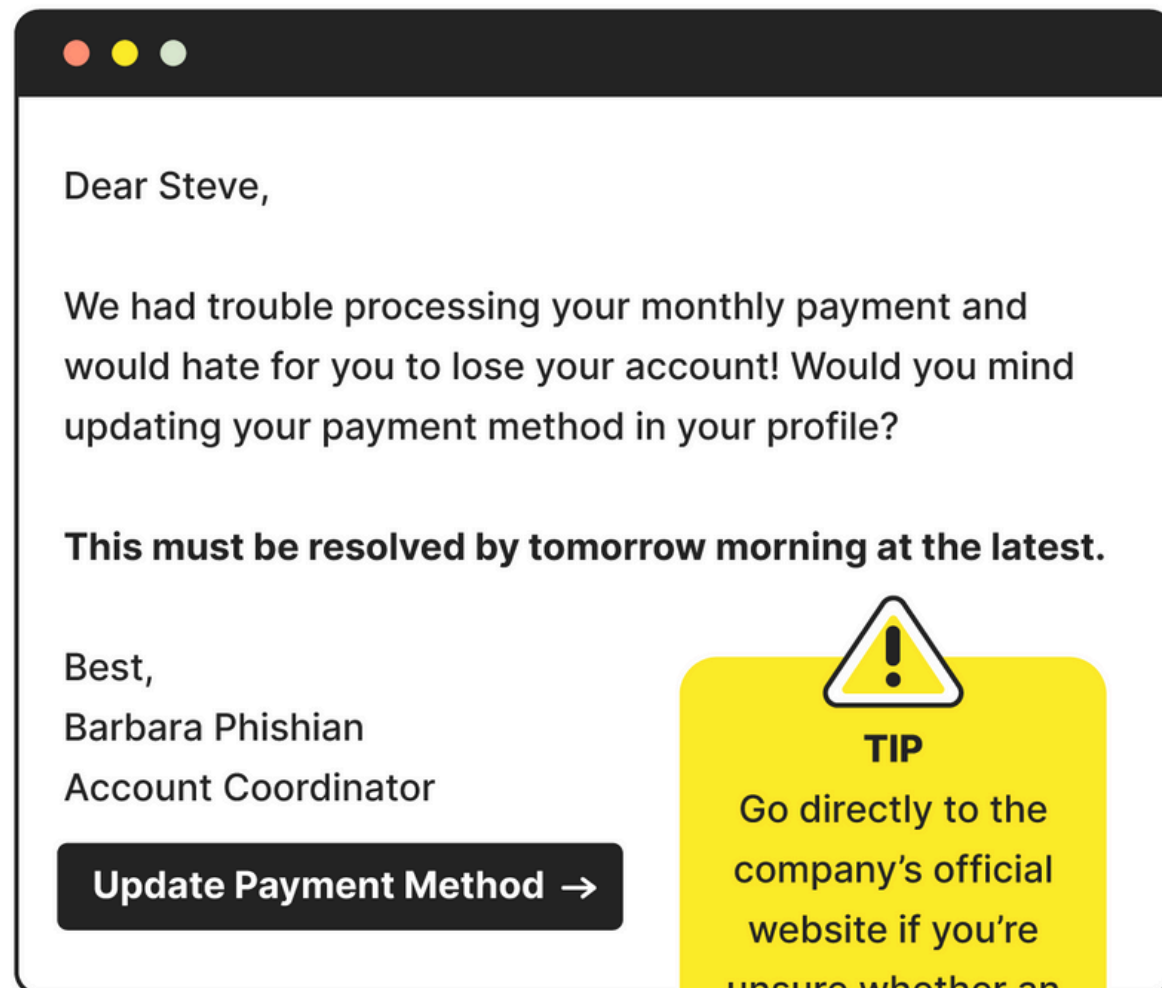 Dear Steve,
We had trouble processing your monthly payment and
would hate for you to lose your account! Would you mind
updating your payment method in your profile?
This must be resolved by tomorrow morning at the latest.
Best,
Barbara Phishian
Account Coordinator
Update Payment Method →
TIP
Go directly to the
company’s official
website if you’re
unsure whether an